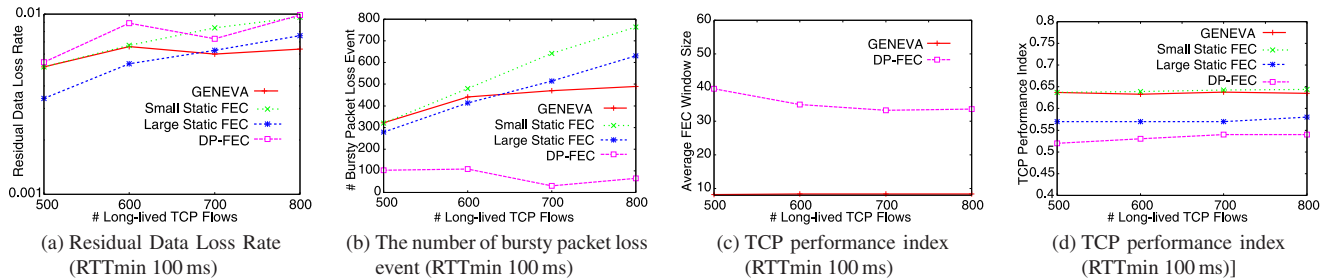 0.01
0.001
Residual Data Loss Rate
GENEVA
Small Static FEC
Large Static FEC
DP-FEC
500 600 700 800
# Long-lived TCP Flows
(a) Residual Data Loss Rate
(RTTmin 100 ms)
800
700
600
500
400
300
200
100
0
# Bursty Packet Loss Event
GENEVA
Small Static FEC
Large Static FEC
DP-FEC
500 600 700 800
# Long-lived TCP Flows
(b) The number of bursty packet loss
event (RTTmin 100 ms)
60
50
40
30
20
10
Average FEC Window Size
GENEVA
DP-FEC
500 600 700 800
# Long-lived TCP Flows
(c) TCP performance index
(RTTmin 100 ms)
0.8
0.75
0.7
0.65
0.6
0.55
0.5
0.45
0.4
TCP Performance Index
GENEVA
Small Static FEC
Large Static FEC
DP-FEC
500 600 700 800
# Long-lived TCP Flows
(d) TCP performance index
(RTTmin 100 ms)]